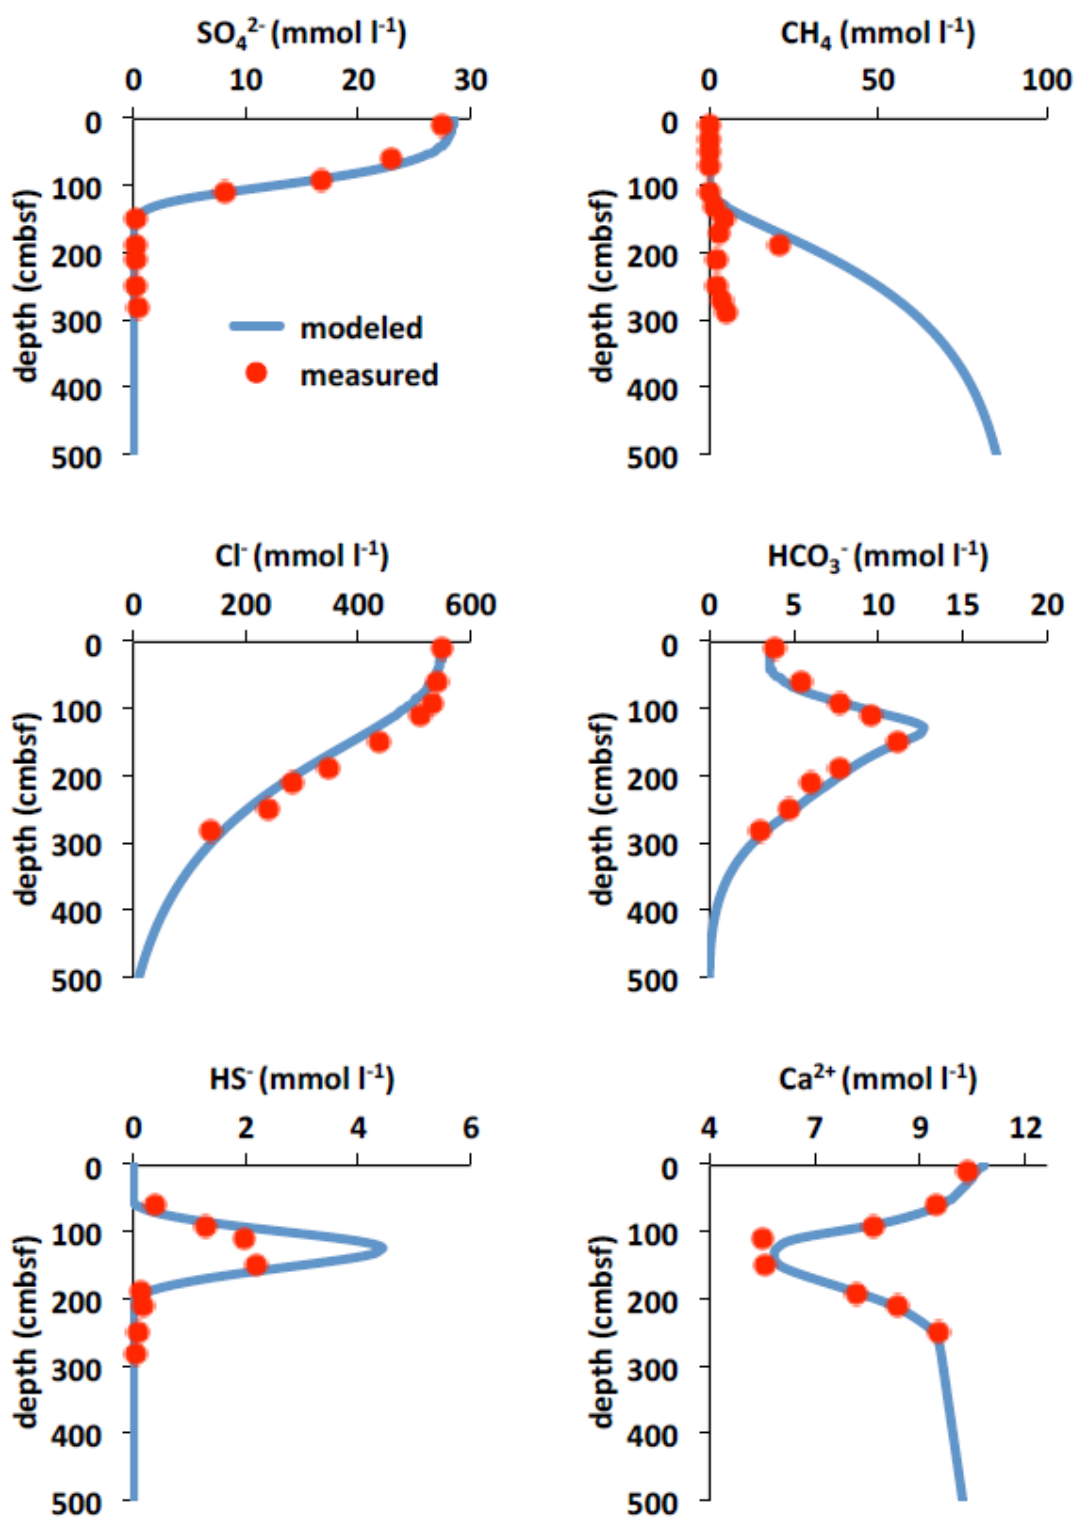 SO₄²⁻ (mmol l⁻¹)
0 10 20 30
0
100
200
300
400
500
depth (cmbsf)
modeled
measured
CH₄ (mmol l⁻¹)
0 50 100
0
100
200
300
400
500
depth (cmbsf)
Cl⁻ (mmol l⁻¹)
0 200 400 600
0
100
200
300
400
500
depth (cmbsf)
HCO₃⁻ (mmol l⁻¹)
0 5 10 15 20
0
100
200
300
400
500
depth (cmbsf)
HS⁻ (mmol l⁻¹)
0 2 4 6
0
100
200
300
400
500
depth (cmbsf)
Ca²⁺ (mmol l⁻¹)
4 7 9 12
0
100
200
300
400
500
depth (cmbsf)